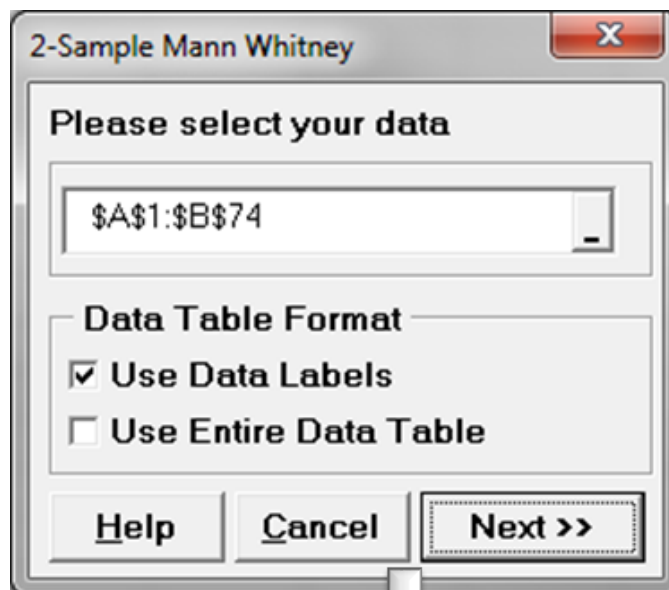 2-Sample Mann Whitney
Please select your data
$A$1:$B$74
Data Table Format
Use Data Labels
Use Entire Data Table
Help Cancel Next >>